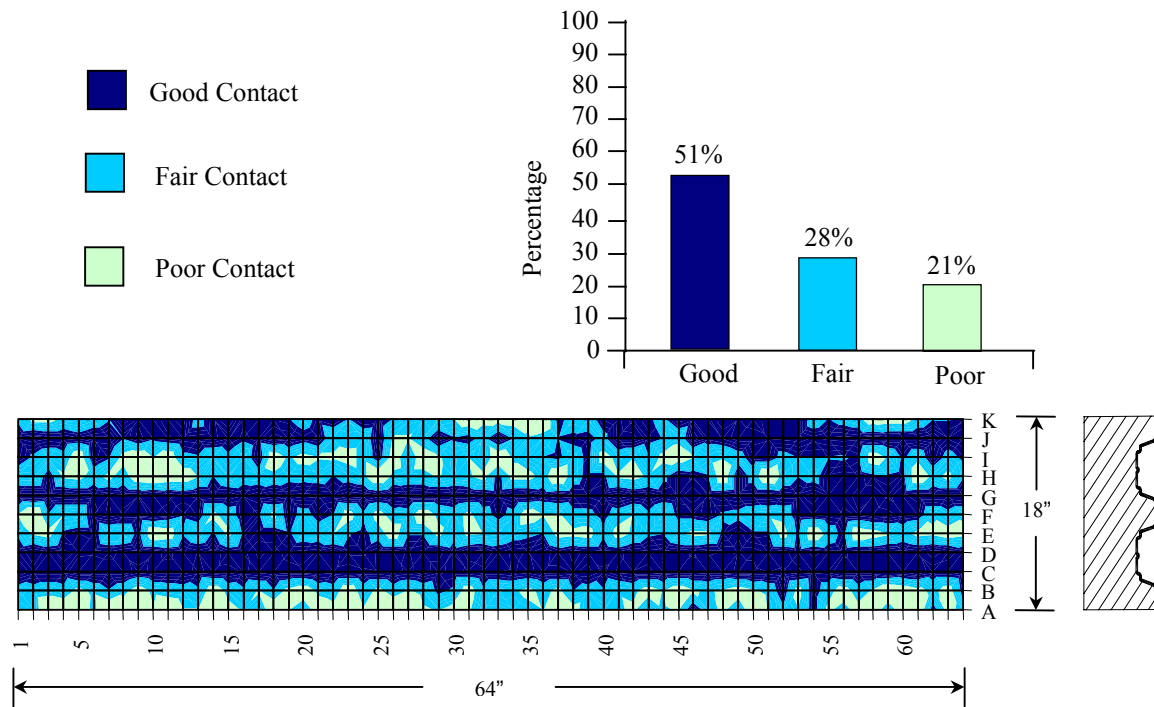 Good Contact
Fair Contact
Poor Contact
Percentage
100
90
80
70
60
50
40
30
20
10
0
51%
28%
21%
Good Fair Poor
K
J
I
H
G
F
E
D
C
B
A
18”
1 5 10 15 20 25 30 35 40 45 50 55 60
64”